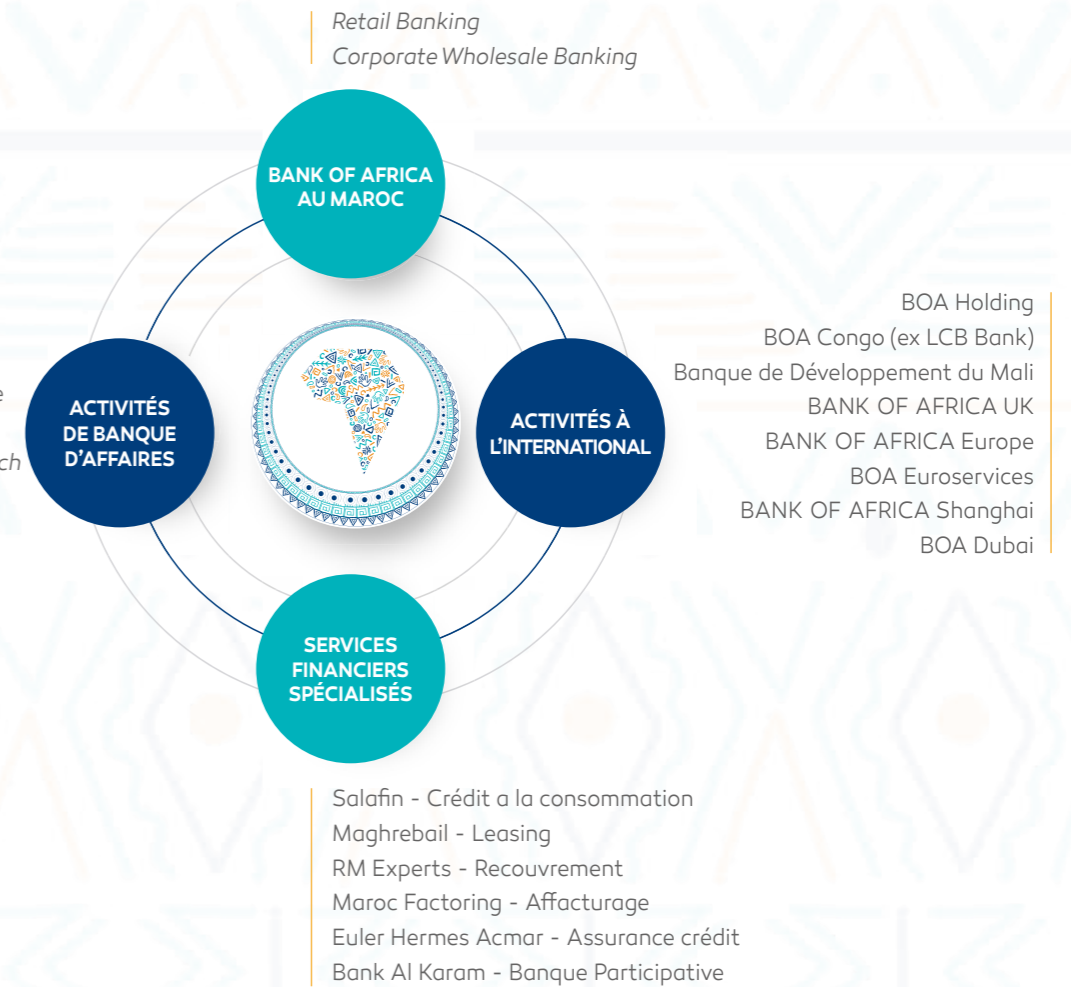 Retail Banking
Corporate Wholesale Banking
BANK OF AFRICA
AU MAROC
ACTIVITÉS
DE BANQUE
D'AFFAIRES
ACTIVITÉS À
L'INTERNATIONAL
BOA Holding
BOA Congo (ex LCB Bank)
Banque de Développement du Mali
BANK OF AFRICA UK
BANK OF AFRICA Europe
BOA Euroservices
BANK OF AFRICA Shanghai
BOA Dubai
SERVICES
FINANCIERS
SPÉCIALISÉS
Salafin - Crédit a la consommation
Maghrebail - Leasing
RM Experts - Recouvrement
Maroc Factoring - Affacturage
Euler Hermes Acmar - Assurance crédit
Bank Al Karam - Banque Participative